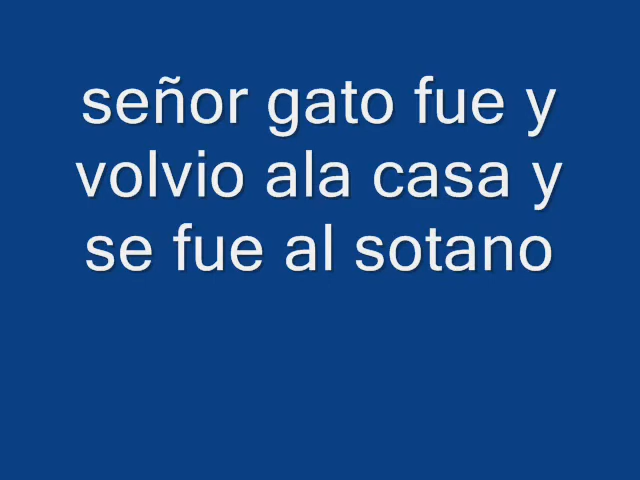 señor gato fue y
volvio ala casa y
se fue al sotano